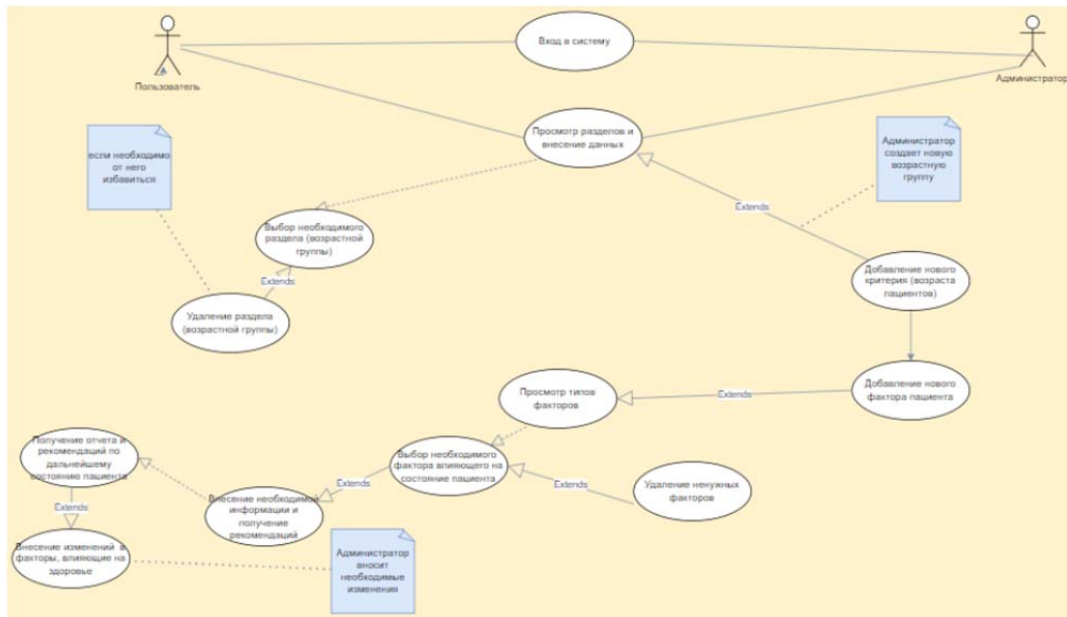 Вход в систему
Пользователь
Администратор
Просмотр разделов и
внесение данных
если необходимо
от него
избавиться
Администратор
создает новую
возрастную
группу
Extends
Выбор необходимого
раздела (возрастной
группы)
Extends
Добавление нового
критерия (возраста
пациентов)
Удаление раздела
(возрастной группы)
Просмотр типов
факторов
Extends
Добавление нового
фактора пациента
Получение отчета и
рекомендаций по
дальнейшему
состоянию пациента
Выбор необходимого
фактора влияющего на
состояние пациента
Extends
Extends
Удаление ненужных
факторов
Внесение необходимой
информации и
получение
рекомендаций
Extends
Внесение изменений в
факторы, влияющие на
здоровье
Администратор
вносит
необходимые
изменения